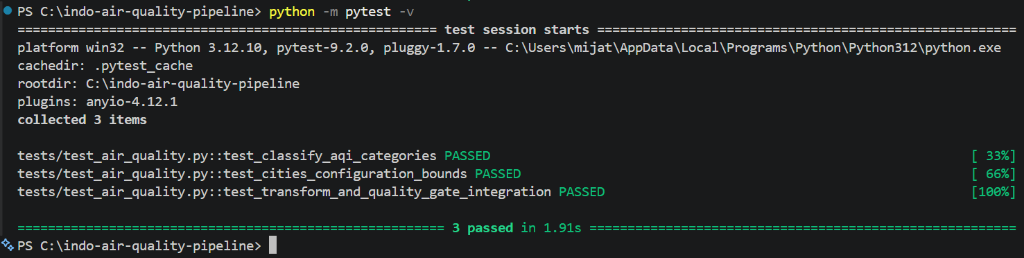 PS C:\indo-air-quality-pipeline> python -m pytest -v
================================================= test session starts =================================================
platform win32 -- Python 3.12.10, pytest-9.2.0, pluggy-1.7.0 -- C:\Users\mijat\AppData\Local\Programs\Python\Python312\python.exe
cachedir: .pytest_cache
rootdir: C:\indo-air-quality-pipeline
plugins: anyio-4.12.1
collected 3 items
tests/test_air_quality.py::test_classify_aqi_categories PASSED [ 33%]
tests/test_air_quality.py::test_cities_configuration_bounds PASSED [ 66%]
tests/test_air_quality.py::test_transform_and_quality_gate_integration PASSED [100%]
================================================== 3 passed in 1.91s ==================================================
PS C:\indo-air-quality-pipeline>